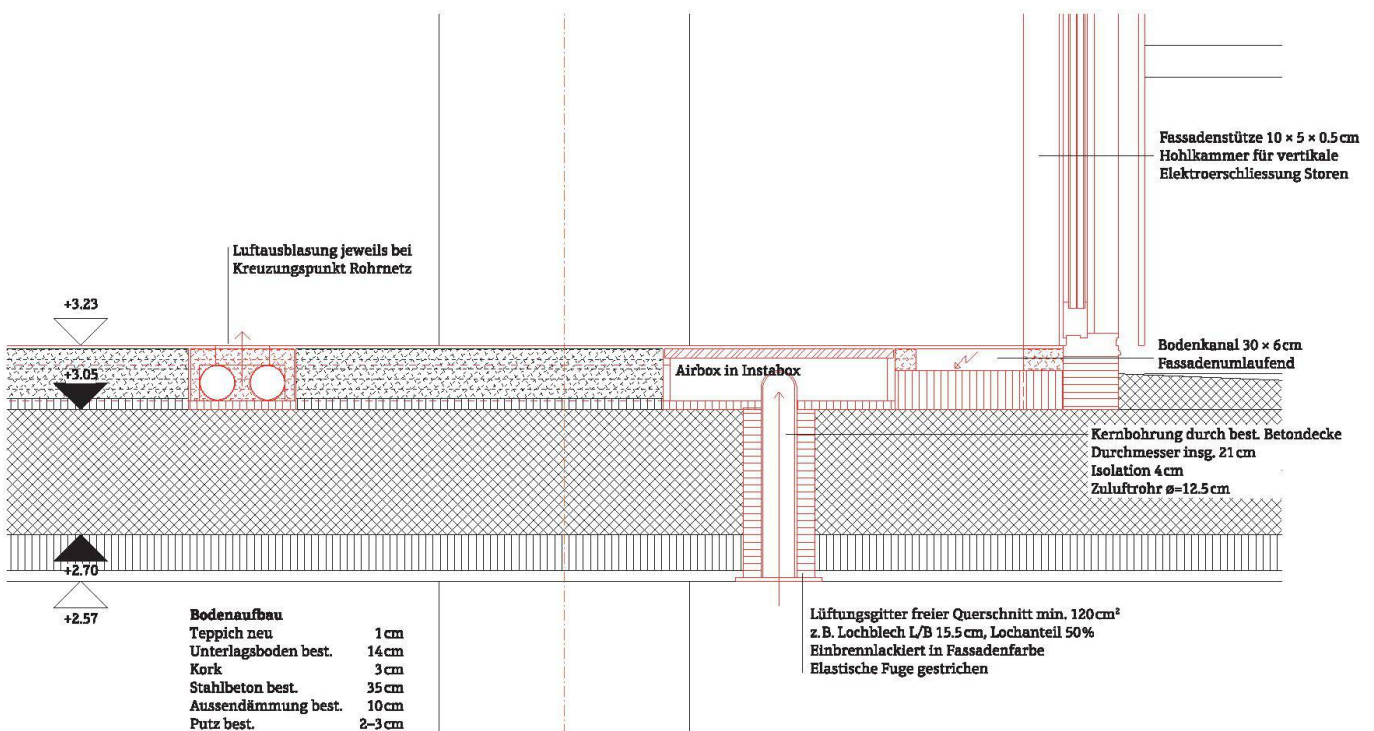 Fassadenstütze 10 × 5 × 0.5 cm
Hohlkammer für vertikale
Elektroerschliessung Storen
Luftausblasung jeweils bei
Kreuzungspunkt Rohrnetz
+3.23
+3.05
Airbox in Instabox
Bodenkanal 30 × 6 cm
Fassadenumlaufend
Kernbohrung durch best. Betondecke
Durchmesser insg. 21 cm
Isolation 4 cm
Zuluftrohr ø=12.5 cm
+2.70
+2.57
Bodenaufbau
Teppich neu 1 cm
Unterlagsboden best. 14 cm
Kork 3 cm
Stahlbeton best. 35 cm
Aussendämmung best. 10 cm
Putz best. 2–3 cm
Lüftungsgitter freier Querschnitt min. 120 cm²
z. B. Lochblech L/B 15.5 cm, Lochanteil 50%
Einbrennlackiert in Fassadenfarbe
Elastische Fuge gestrichen